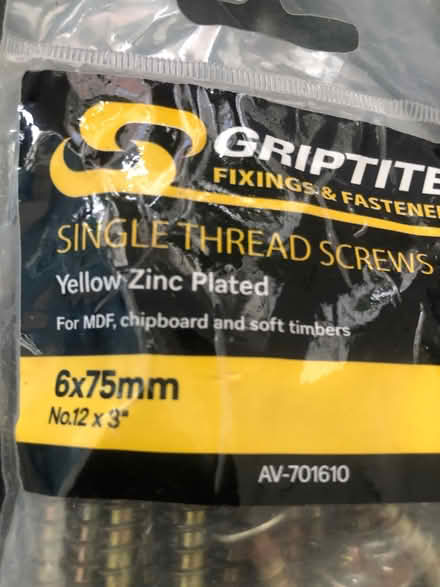 GRIPTITE
FIXINGS & FASTENE
SINGLE THREAD SCREWS
Yellow Zinc Plated
For MDF, chipboard and soft timbers
6x75mm
No.12 x 3"
AV-701610